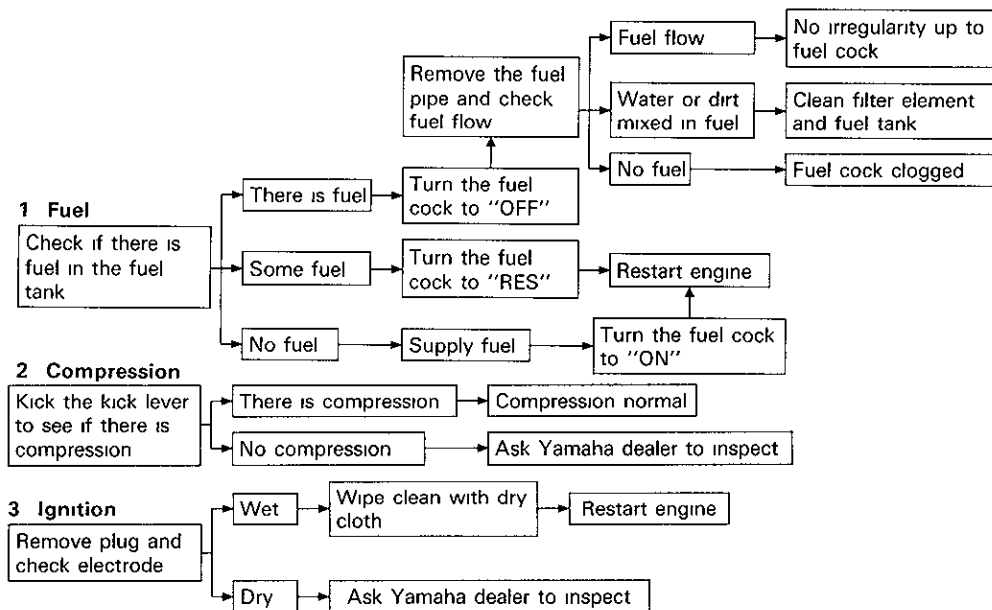 1 Fuel
Check if there is
fuel in the fuel
tank
There is fuel
Turn the fuel
cock to "OFF"
Remove the fuel
pipe and check
fuel flow
Fuel flow
No irregularity up to
fuel cock
Water or dirt
mixed in fuel
Clean filter element
and fuel tank
No fuel
Fuel cock clogged
Some fuel
Turn the fuel
cock to "RES"
Restart engine
No fuel
Supply fuel
Turn the fuel cock
to "ON"
2 Compression
Kick the kick lever
to see if there is
compression
There is compression
Compression normal
No compression
Ask Yamaha dealer to inspect
3 Ignition
Remove plug and
check electrode
Wet
Wipe clean with dry
cloth
Restart engine
Dry
Ask Yamaha dealer to inspect